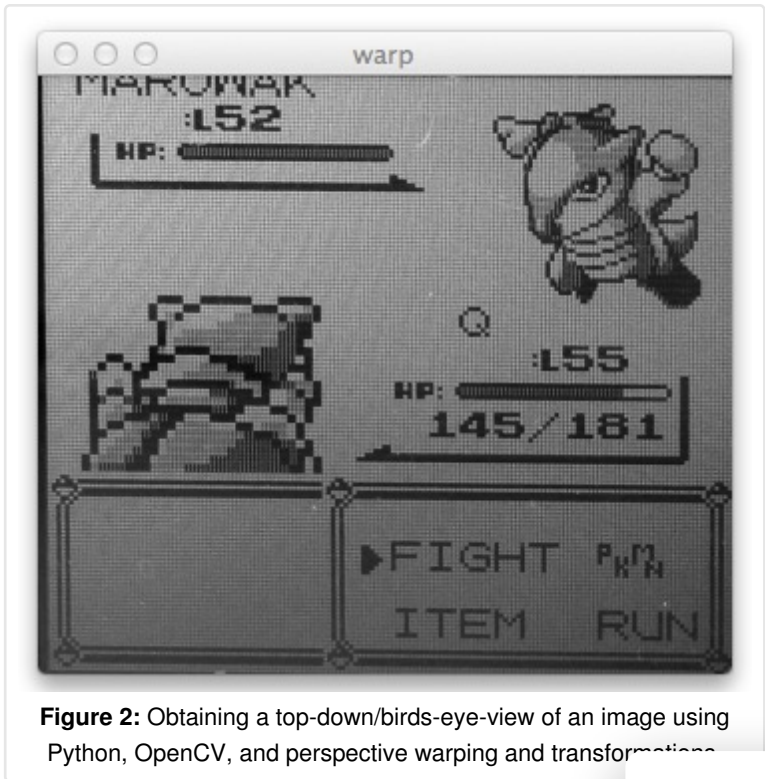 warp
MAROWAK
:L52
HP:
Q
:L55
HP:
145/181
FIGHT PKMN
ITEM RUN
Figure 2: Obtaining a top-down/birds-eye-view of an image using
Python, OpenCV, and perspective warping and transformations